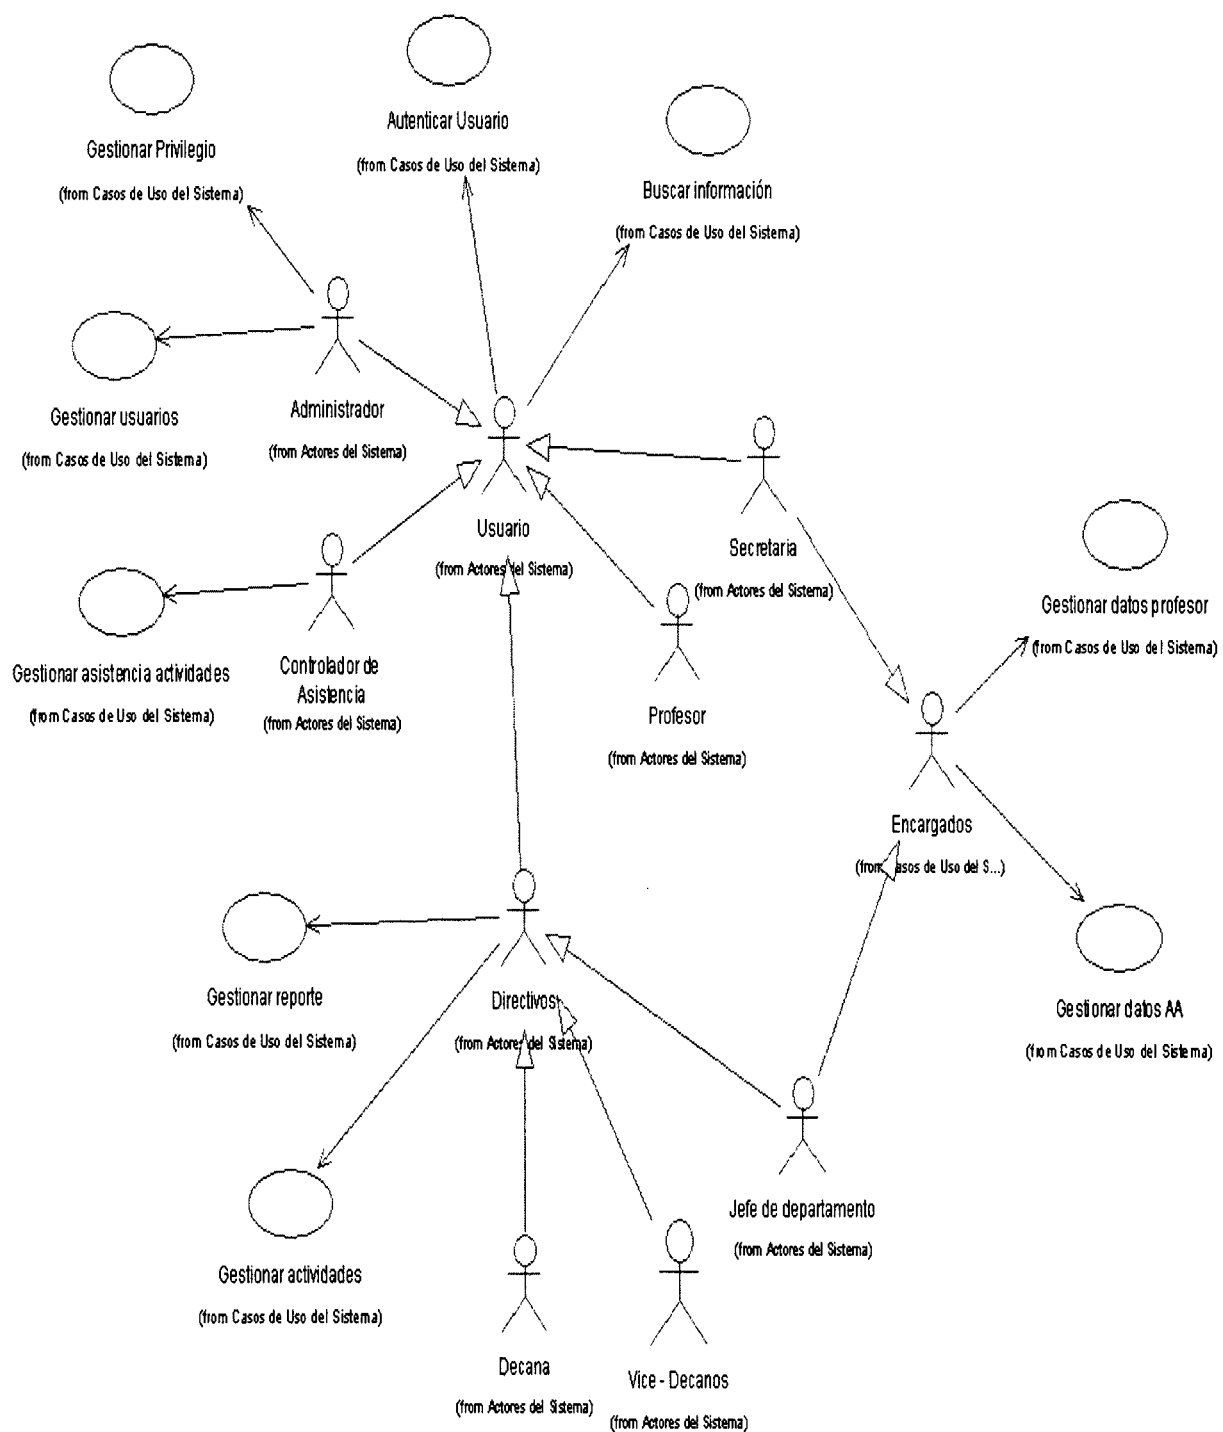 Autenticar Usuario
(from Casos de Uso del Sistema)
Gestionar Privilegio
(from Casos de Uso del Sistema)
Buscar información
(from Casos de Uso del Sistema)
Gestionar usuarios
(from Casos de Uso del Sistema)
Administrador
(from Actores del Sistema)
Usuario
(from Actores del Sistema)
Secretaria
(from Actores del Sistema)
Gestionar datos profesor
(from Casos de Uso del Sistema)
Gestionar asistencia actividades
(from Casos de Uso del Sistema)
Controlador de
Asistencia
(from Actores del Sistema)
Profesor
(from Actores del Sistema)
Encargados
(from Casos de Uso del S...)
Gestionar reporte
(from Casos de Uso del Sistema)
Directivos
(from Actores del Sistema)
Gestionar datos AA
(from Casos de Uso del Sistema)
Jefe de departamento
(from Actores del Sistema)
Gestionar actividades
(from Casos de Uso del Sistema)
Decana
(from Actores del Sistema)
Vice - Decanos
(from Actores del Sistema)